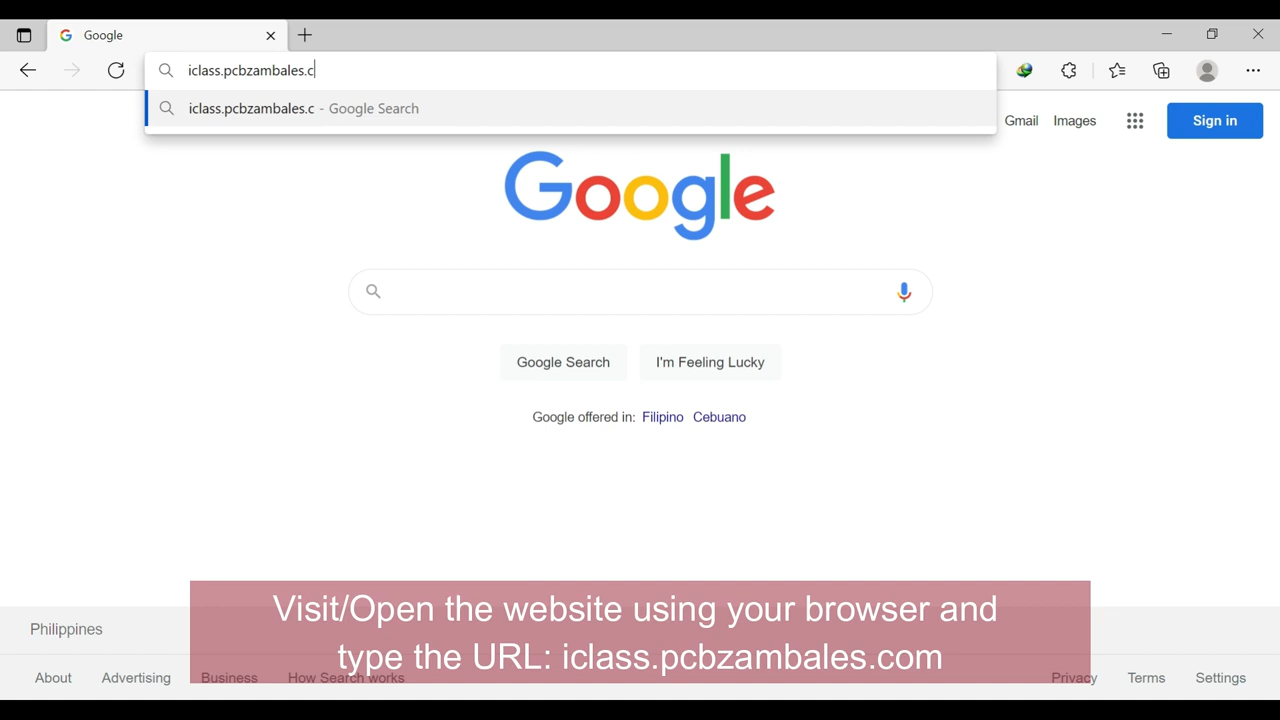 Google
iclass.pcbzambales.c
iclass.pcbzambales.c - Google Search
Gmail Images Sign in
Google
Google Search I'm Feeling Lucky
Google offered in: Filipino Cebuano
Visit/Open the website using your browser and
type the URL: iclass.pcbzambales.com
Philippines
About Advertising Business How Search works Privacy Terms Settings